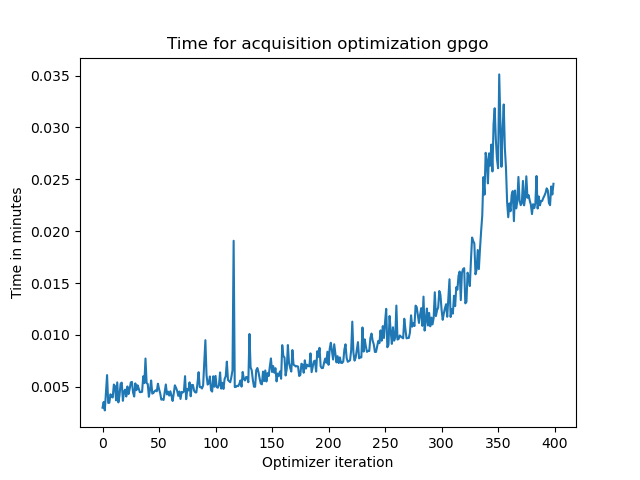 Time for acquisition optimization gpgo
0.035
0.030
0.025
0.020
0.015
0.010
0.005
Time in minutes
0 50 100 150 200 250 300 350 400
Optimizer iteration